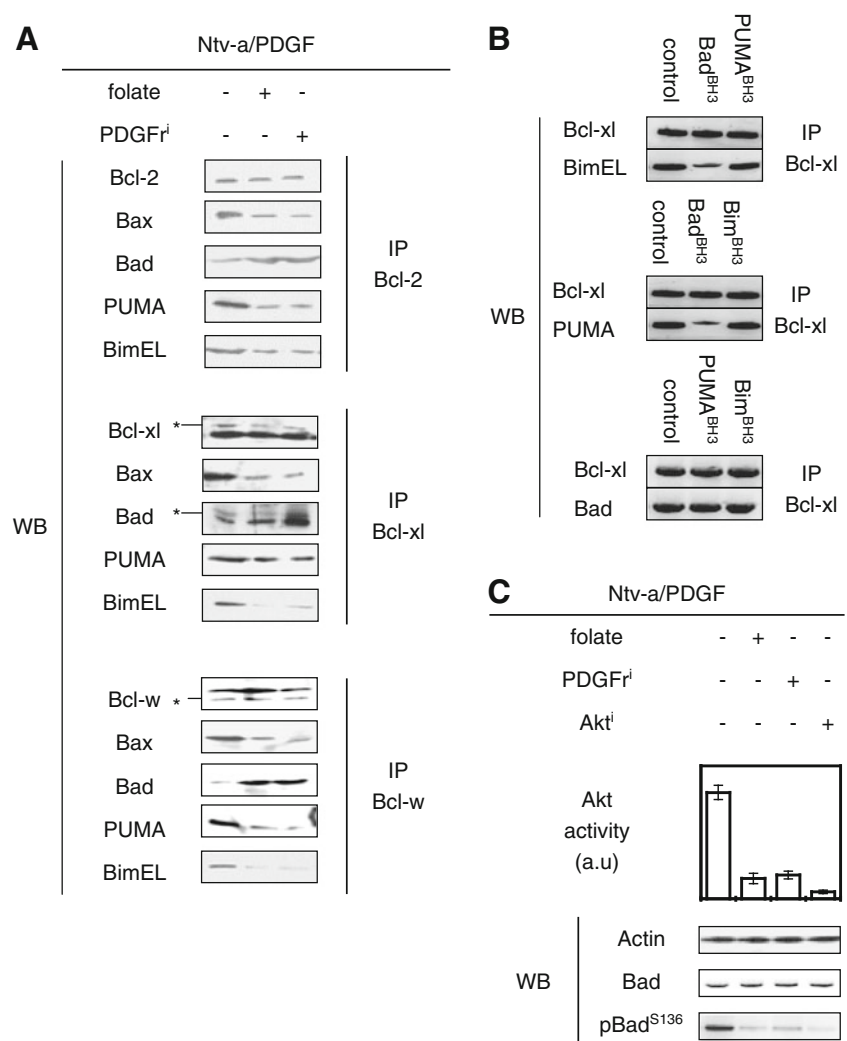 A
Ntv-a/PDGF
folate - + -
PDGFrⁱ - - +
WB
Bcl-2
Bax
Bad
PUMA
BimEL
IP
Bcl-2
Bcl-xl *
Bax
Bad *
PUMA
BimEL
IP
Bcl-xl
Bcl-w *
Bax
Bad
PUMA
BimEL
IP
Bcl-w
B
control Bad^BH3 PUMA^BH3
WB
Bcl-xl
BimEL
IP
Bcl-xl
control Bad^BH3 Bim^BH3
Bcl-xl
PUMA
IP
Bcl-xl
control PUMA^BH3 Bim^BH3
Bcl-xl
Bad
IP
Bcl-xl
C
Ntv-a/PDGF
folate - + - -
PDGFrⁱ - - + -
Aktⁱ - - - +
Akt
activity
(a.u)
WB
Actin
Bad
pBad^S136